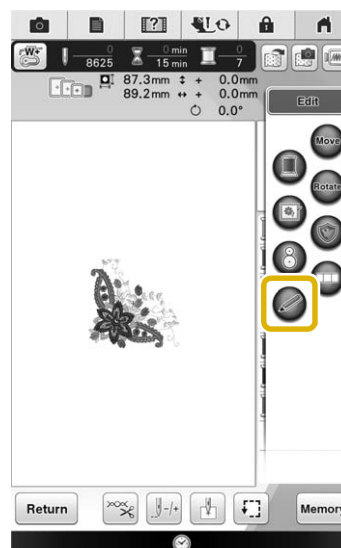 W+
0
8625
0 min
15 min
0
7
87.3mm ↕ + 0.0mm
89.2mm ↔ + 0.0mm
0.0°
Edit
Move
Rotate
Return
-/+
Memory